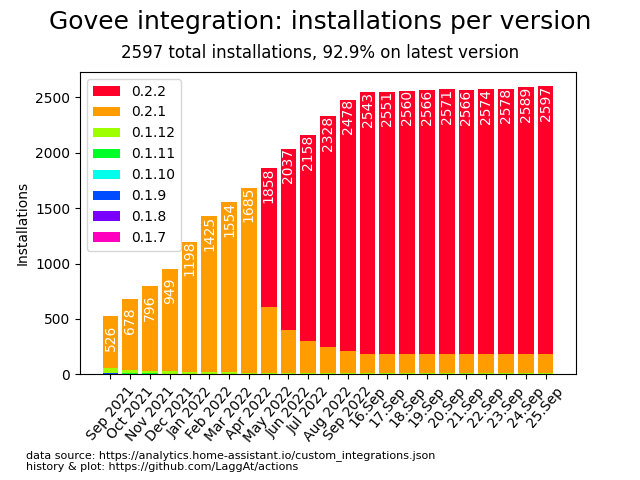 Govee integration: installations per version
2597 total installations, 92.9% on latest version
Installations
2500
2000
1500
1000
500
0
0.2.2
0.2.1
0.1.12
0.1.11
0.1.10
0.1.9
0.1.8
0.1.7
526
678
796
949
1198
1425
1554
1685
1858
2037
2158
2328
2478
2543
2551
2560
2566
2571
2566
2574
2578
2589
2597
Sep 2021
Oct 2021
Nov 2021
Dec 2021
Jan 2022
Feb 2022
Mar 2022
Apr 2022
May 2022
Jun 2022
Jul 2022
Aug 2022
Sep 2022
16.Sep
17.Sep
18.Sep
19.Sep
20.Sep
21.Sep
22.Sep
23.Sep
24.Sep
25.Sep
data source: https://analytics.home-assistant.io/custom_integrations.json
history & plot: https://github.com/LaggAt/actions